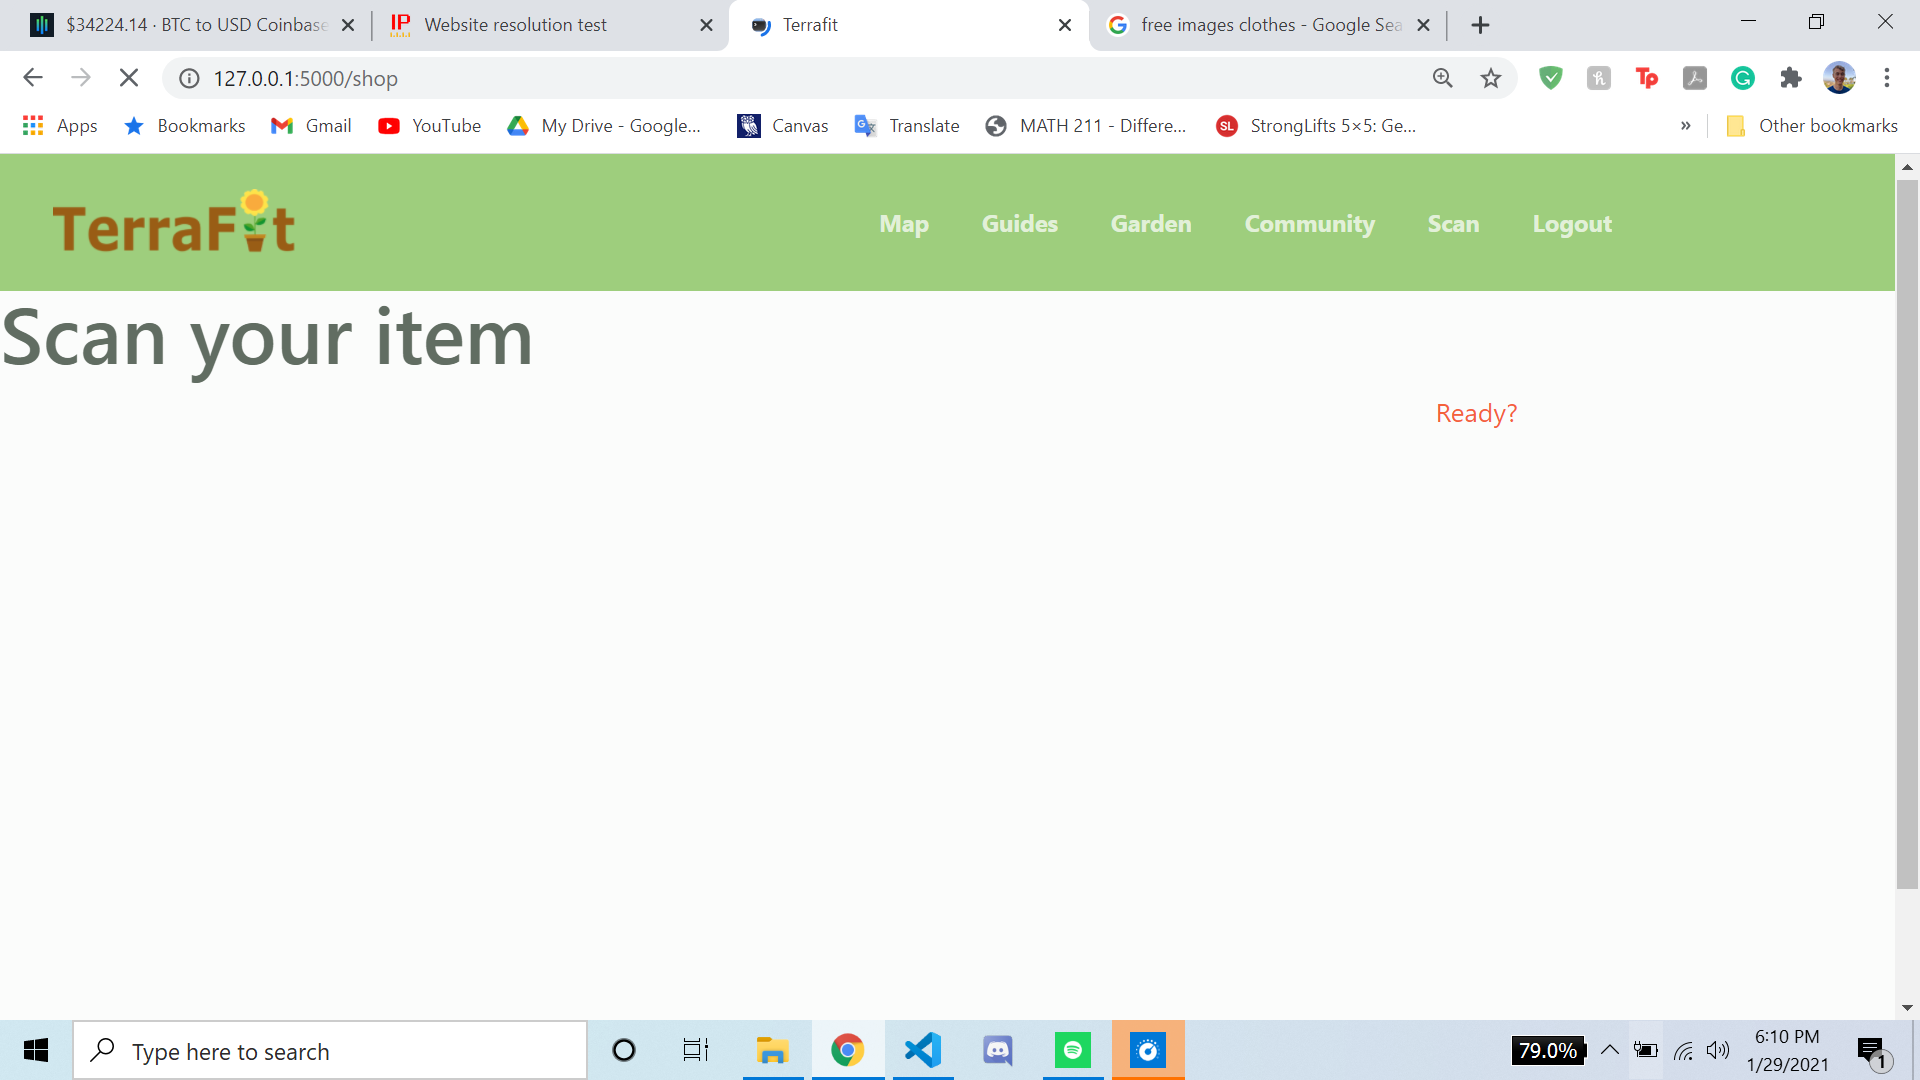 $34224.14 · BTC to USD Coinbase
IP
Website resolution test
Terrafit
free images clothes - Google Sea
127.0.0.1:5000/shop
Apps
Bookmarks
Gmail
YouTube
My Drive - Google...
Canvas
Translate
MATH 211 - Differe...
SL
StrongLifts 5×5: Ge...
»
Other bookmarks
TerraFit
Map
Guides
Garden
Community
Scan
Logout
Scan your item
Ready?
Type here to search
79.0%
6:10 PM
1/29/2021
1